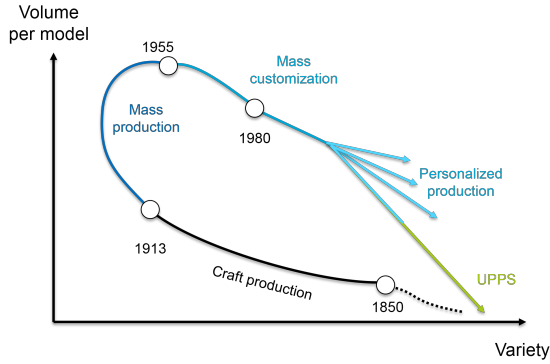 Volume
per model
1955
Mass
customization
Mass
production
1980
Personalized
production
1913
Craft production
UPPS
1850
Variety